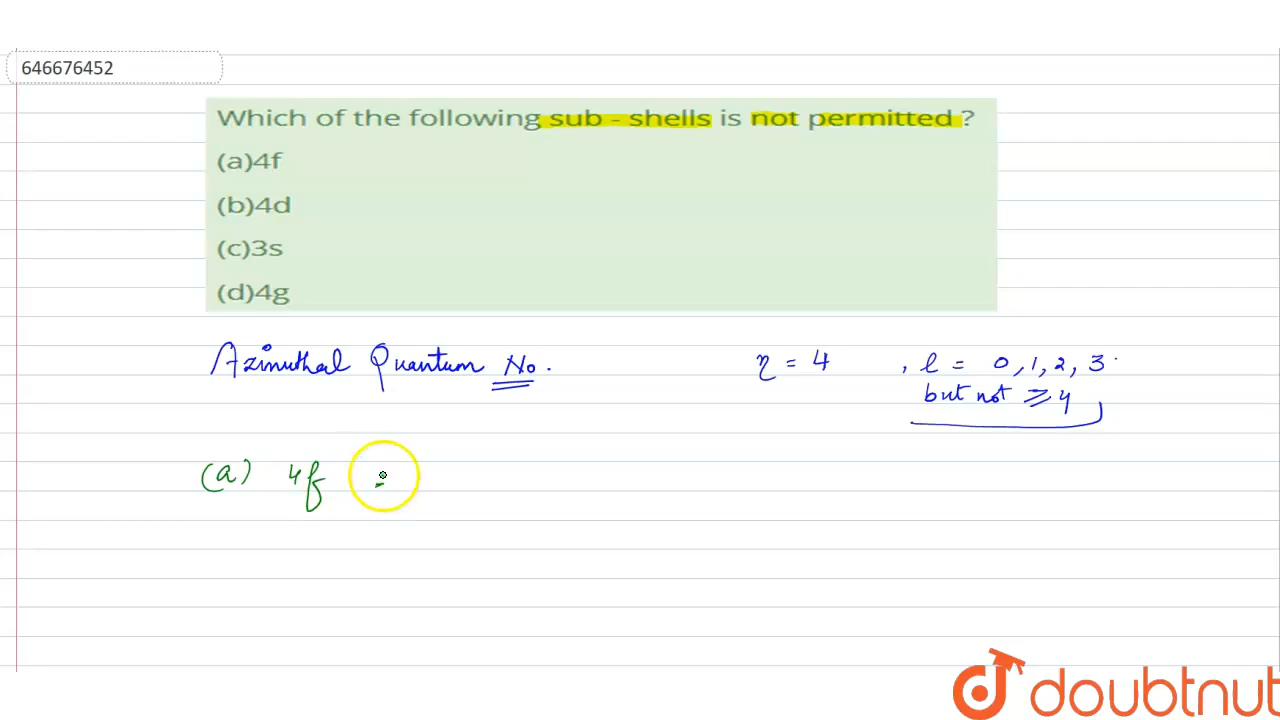 646676452
Which of the following sub - shells is not permitted ?
(a)4f
(b)4d
(c)3s
(d)4g
Azimuthal Quantum No. η = 4 , l = 0, 1, 2, 3
but not ≥ 4
(a) 4f :
doubtnut